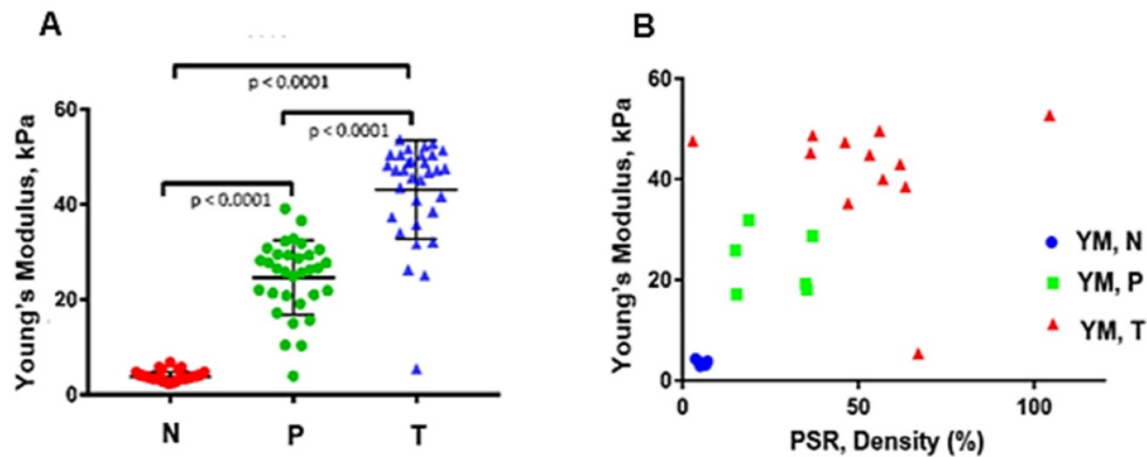 A
p < 0.0001
p < 0.0001
p < 0.0001
60
40
20
0
Young's Modulus, kPa
N P T
B
60
40
20
0
Young's Modulus, kPa
0 50 100
PSR, Density (%)
YM, N
YM, P
YM, T